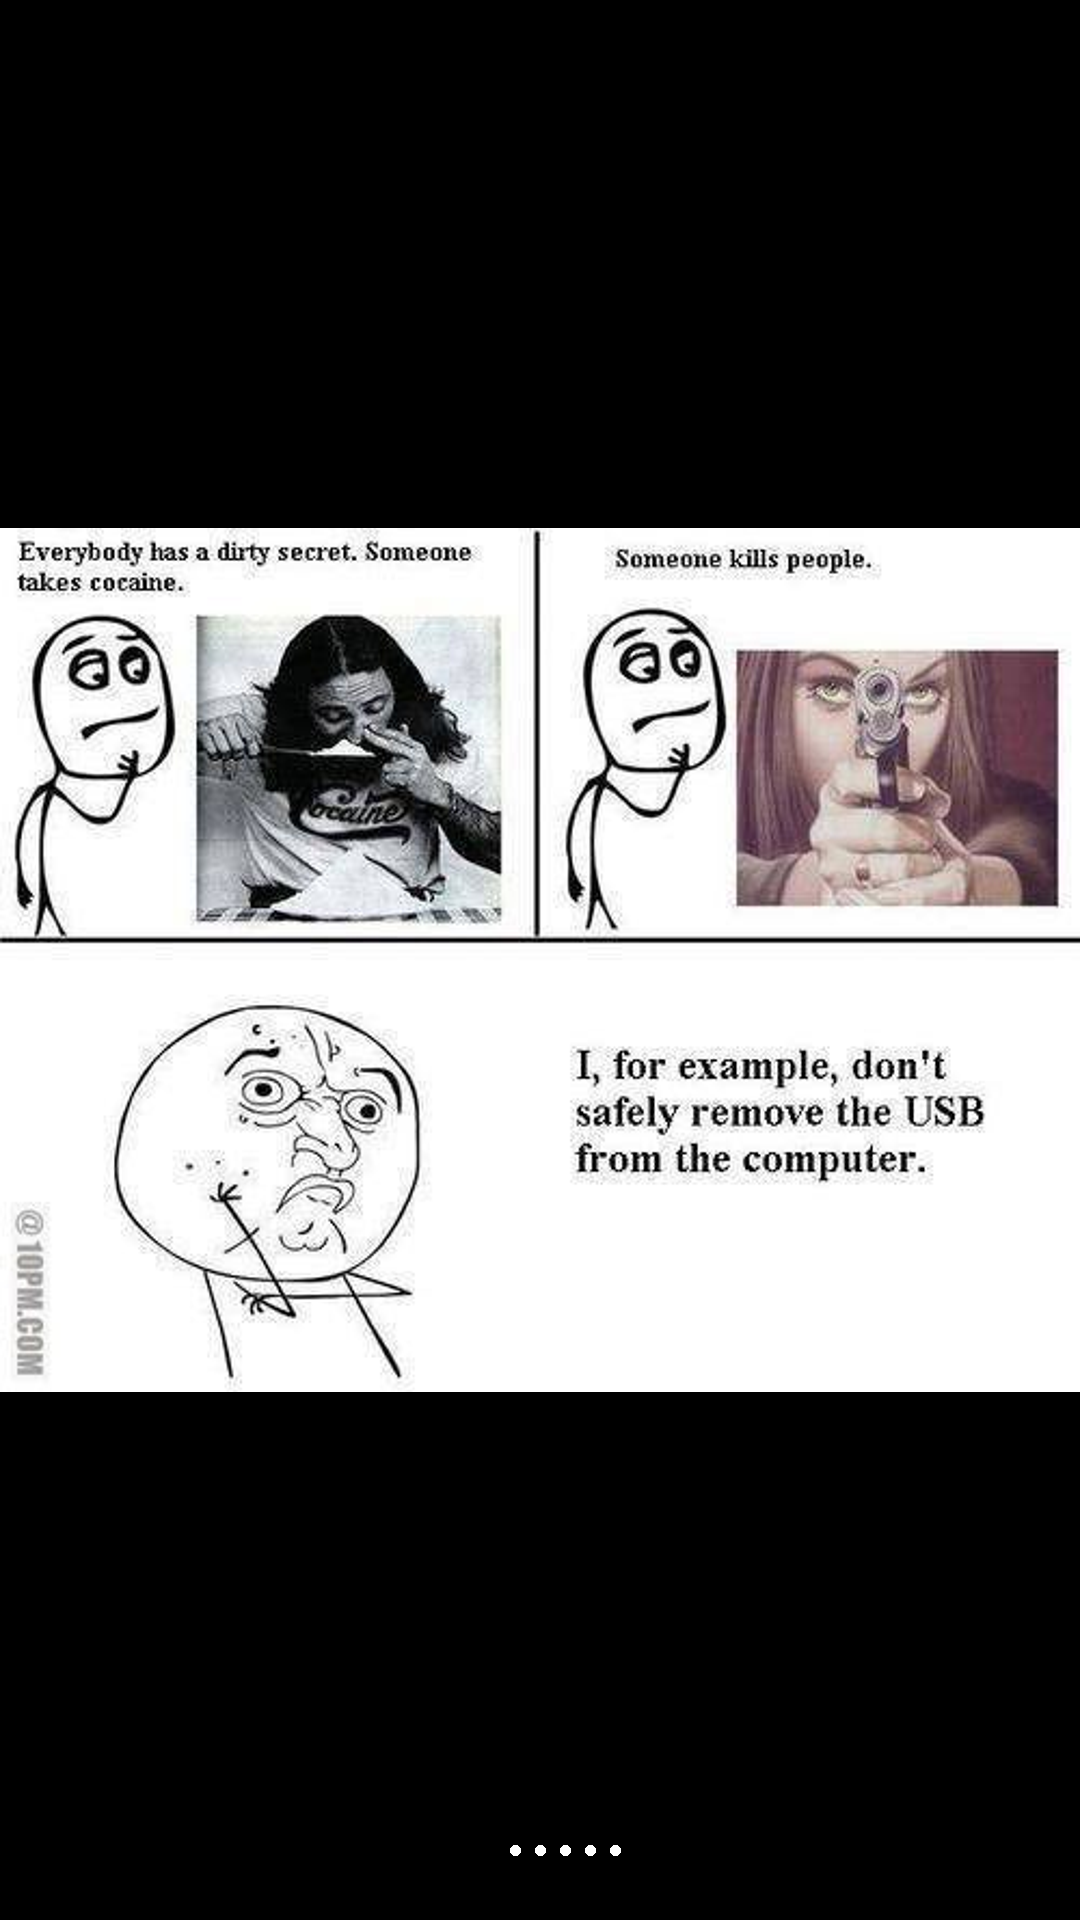 Everybody has a dirty secret. Someone
takes cocaine.
Someone kills people.
Cocaine
I, for example, don't
safely remove the USB
from the computer.
@10PM.COM